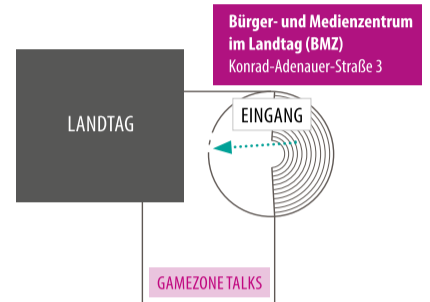 Bürger- und Medienzentrum
im Landtag (BMZ)
Konrad-Adenauer-Straße 3
EINGANG
LANDTAG
GAMEZONE TALKS